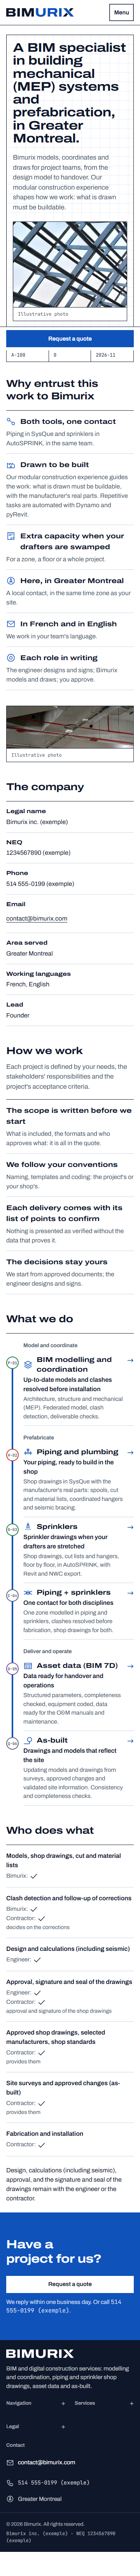 BIMURIX
Menu
A BIM specialist
in building
mechanical
(MEP) systems
and
prefabrication,
in Greater
Montreal.
Bimurix models, coordinates and
draws for project teams, from the
design model to handover. Our
modular construction experience
shapes how we work: what is drawn
must be buildable.
Illustrative photo
Request a quote
A-100
0
2026-11
Why entrust this
work to Bimurix
Both tools, one contact
Piping in SysQue and sprinklers in
AutoSPRINK, in the same team.
Drawn to be built
Our modular construction experience guides
the work: what is drawn must be buildable,
with the manufacturer's real parts. Repetitive
tasks are automated with Dynamo and
pyRevit.
Extra capacity when your
drafters are swamped
For a zone, a floor or a whole project.
Here, in Greater Montreal
A local contact, in the same time zone as your
site.
In French and in English
We work in your team's language.
Each role in writing
The engineer designs and signs; Bimurix
models and draws; you approve.
Illustrative photo
The company
Legal name
Bimurix inc. (exemple)
NEQ
1234567890 (exemple)
Phone
514 555-0199 (exemple)
Email
contact@bimurix.com
Area served
Greater Montreal
Working languages
French, English
Lead
Founder
How we work
Each project is defined by your needs, the
stakeholders' responsibilities and the
project's acceptance criteria.
The scope is written before we
start
What is included, the formats and who
approves what: it is all in the quote.
We follow your conventions
Naming, templates and coding: the project's or
your shop's.
Each delivery comes with its
list of points to confirm
Nothing is presented as verified without the
data that proves it.
The decisions stay yours
We start from approved documents; the
engineer designs and signs.
What we do
Model and coordinate
BIM modelling and
coordination
Up-to-date models and clashes
resolved before installation
Architecture, structure and mechanical
(MEP). Federated model, clash
detection, deliverable checks.
Prefabricate
Piping and plumbing
Your piping, ready to build in the
shop
Shop drawings in SysQue with the
manufacturer's real parts: spools, cut
and material lists, coordinated hangers
and seismic bracing.
Sprinklers
Sprinkler drawings when your
drafters are stretched
Shop drawings, cut lists and hangers,
floor by floor, in AutoSPRINK, with
Revit and NWC export.
Piping + sprinklers
One contact for both disciplines
One zone modelled in piping and
sprinklers, clashes resolved before
fabrication, shop drawings for both.
Deliver and operate
Asset data (BIM 7D)
Data ready for handover and
operations
Structured parameters, completeness
checked, equipment coded, data
ready for the O&M manuals and
maintenance.
As-built
Drawings and models that reflect
the site
Updating models and drawings from
surveys, approved changes and
validated site information. Consistency
and completeness checks.
Who does what
Models, shop drawings, cut and material
lists
Bimurix:
Clash detection and follow-up of corrections
Bimurix:
Contractor:
decides on the corrections
Design and calculations (including seismic)
Engineer:
Approval, signature and seal of the drawings
Engineer:
Contractor:
approval and signature of the shop drawings
Approved shop drawings, selected
manufacturers, shop standards
Contractor:
provides them
Site surveys and approved changes (as-
built)
Contractor:
provides them
Fabrication and installation
Contractor:
Design, calculations (including seismic),
approval, and the signature and seal of the
drawings remain with the engineer or the
contractor.
Have a
project for us?
Request a quote
We reply within one business day. Or call 514
555-0199 (exemple).
BIMURIX
BIM and digital construction services: modelling
and coordination, piping and sprinkler shop
drawings, asset data and as-built.
Navigation +
Services +
Legal +
Contact
contact@bimurix.com
514 555-0199 (exemple)
Greater Montreal
© 2026 Bimurix. All rights reserved.
Bimurix inc. (exemple) · NEQ 1234567890
(exemple)